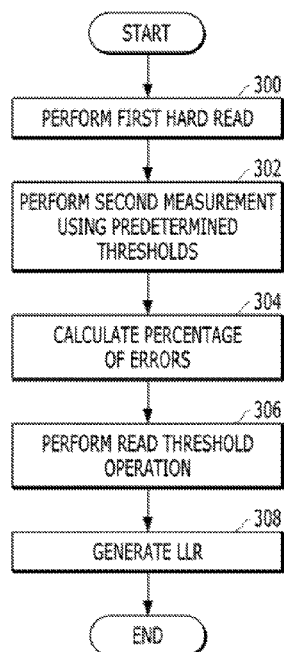 START
300
PERFORM FIRST HARD READ
302
PERFORM SECOND MEASUREMENT
USING PREDETERMINED
THRESHOLDS
304
CALCULATE PERCENTAGE
OF ERRORS
306
PERFORM READ THRESHOLD
OPERATION
308
GENERATE LLR
END